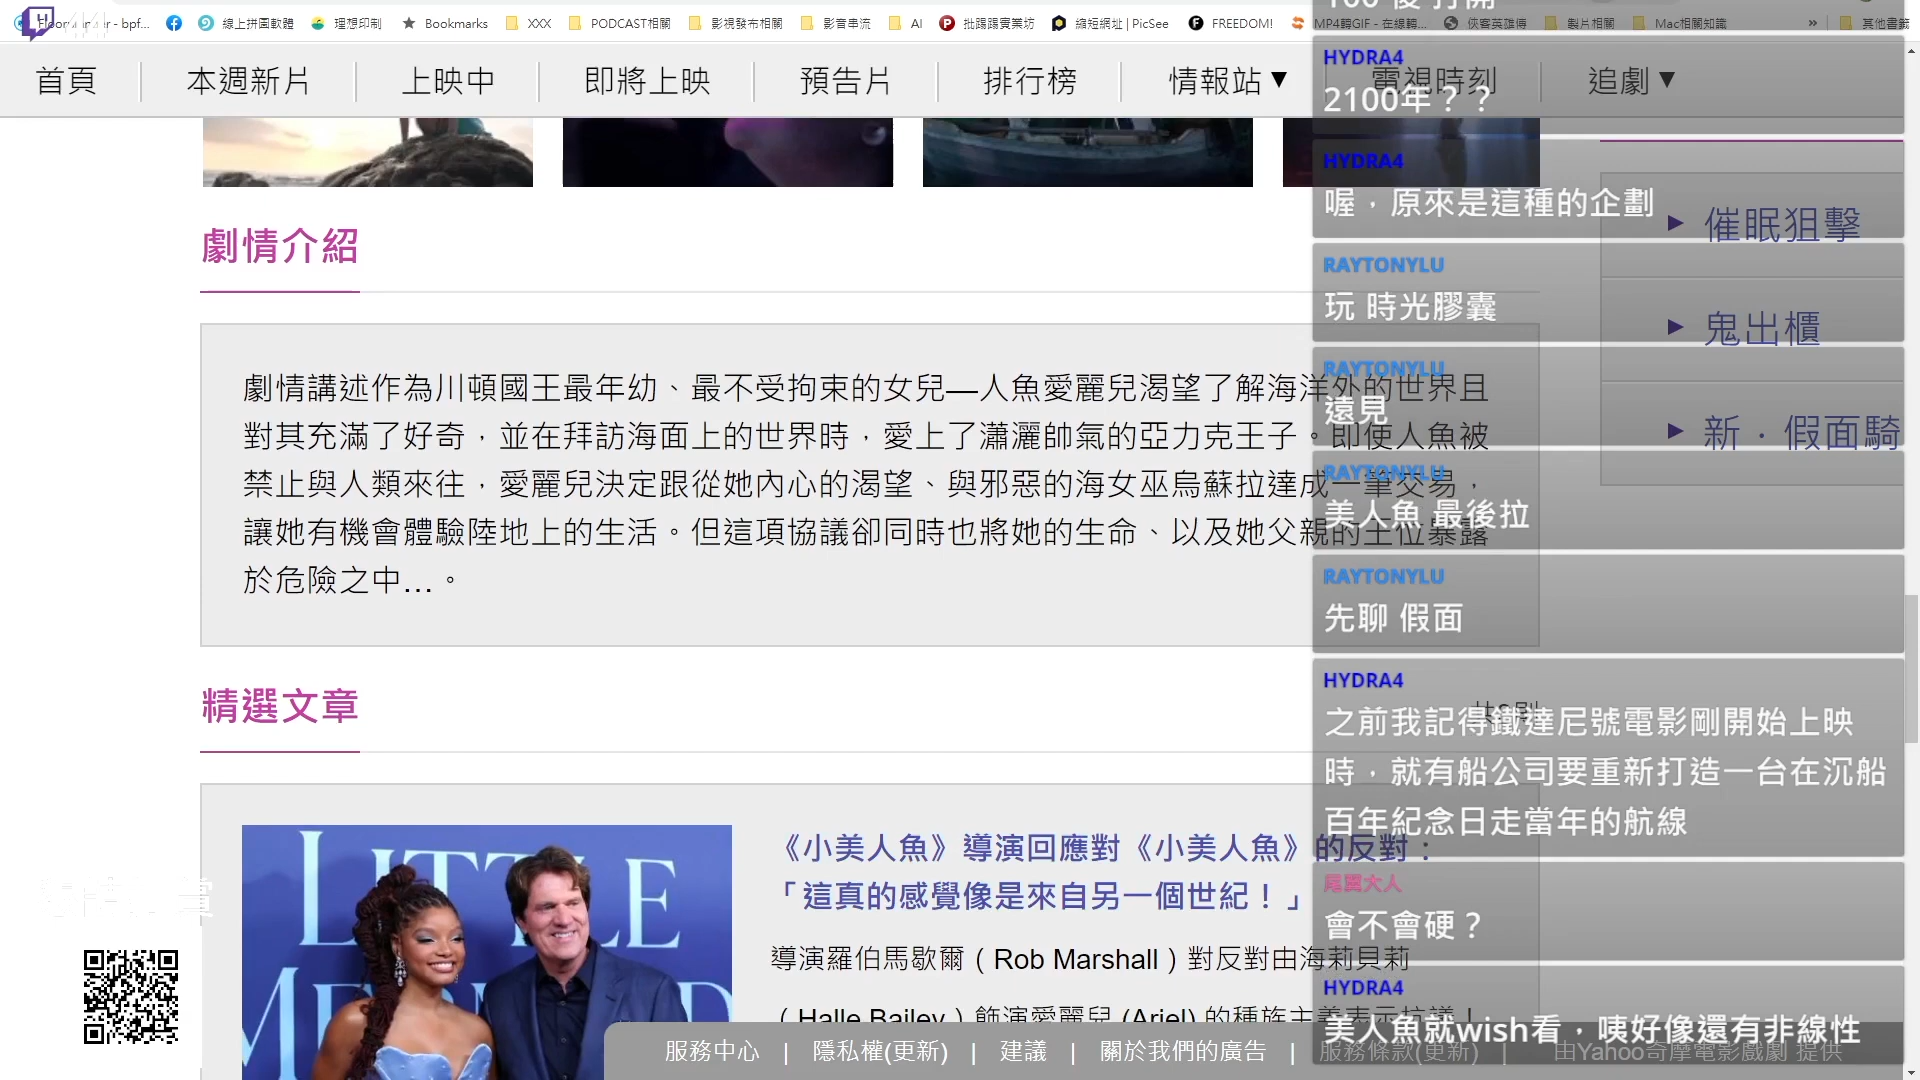 Bookmarks
XXX
PODCAST相關
影視發布相關
影音串流
AI
批踢踢實業坊
縮短網址 | PicSee
FREEDOM!
MP4轉GIF - 在線轉...
俠客英雄傳
製片相關
Mac相關知識
»
其他書籤
線上拼圖軟體
理想印制
首頁
本週新片
上映中
即將上映
預告片
排行榜
情報站▼
電視時刻
追劇▼
劇情介紹
劇情講述作為川頓國王最年幼、最不受拘束的女兒—人魚愛麗兒渴望了解海洋外的世界且
對其充滿了好奇，並在拜訪海面上的世界時，愛上了瀟灑帥氣的亞力克王子。即使人魚被
禁止與人類來往，愛麗兒決定跟從她內心的渴望、與邪惡的海女巫烏蘇拉達成一筆交易，
讓她有機會體驗陸地上的生活。但這項協議卻同時也將她的生命、以及她父親的王位暴露
於危險之中…。
精選文章
LITTLE
《小美人魚》導演回應對《小美人魚》的反對：
「這真的感覺像是來自另一個世紀！」
導演羅伯馬歇爾（Rob Marshall）對反對由海莉貝莉
（Halle Bailey）飾演愛麗兒 (Ariel) 的種族主義表示抗議！
服務中心 | 隱私權(更新) | 建議 | 關於我們的廣告 | 服務條款(更新) | 由Yahoo奇摩電影戲劇 提供
▶ 催眠狙擊
▶ 鬼出櫃
▶ 新．假面騎
100 後 打開
HYDRA4
2100年？？
HYDRA4
喔，原來是這種的企劃
RAYTONYLU
玩 時光膠囊
RAYTONYLU
遠見
RAYTONYLU
美人魚 最後拉
RAYTONYLU
先聊 假面
HYDRA4
之前我記得鐵達尼號電影剛開始上映
時，就有船公司要重新打造一台在沉船
百年紀念日走當年的航線
尾翼大人
會不會硬？
HYDRA4
美人魚就wish看，咦好像還有非線性